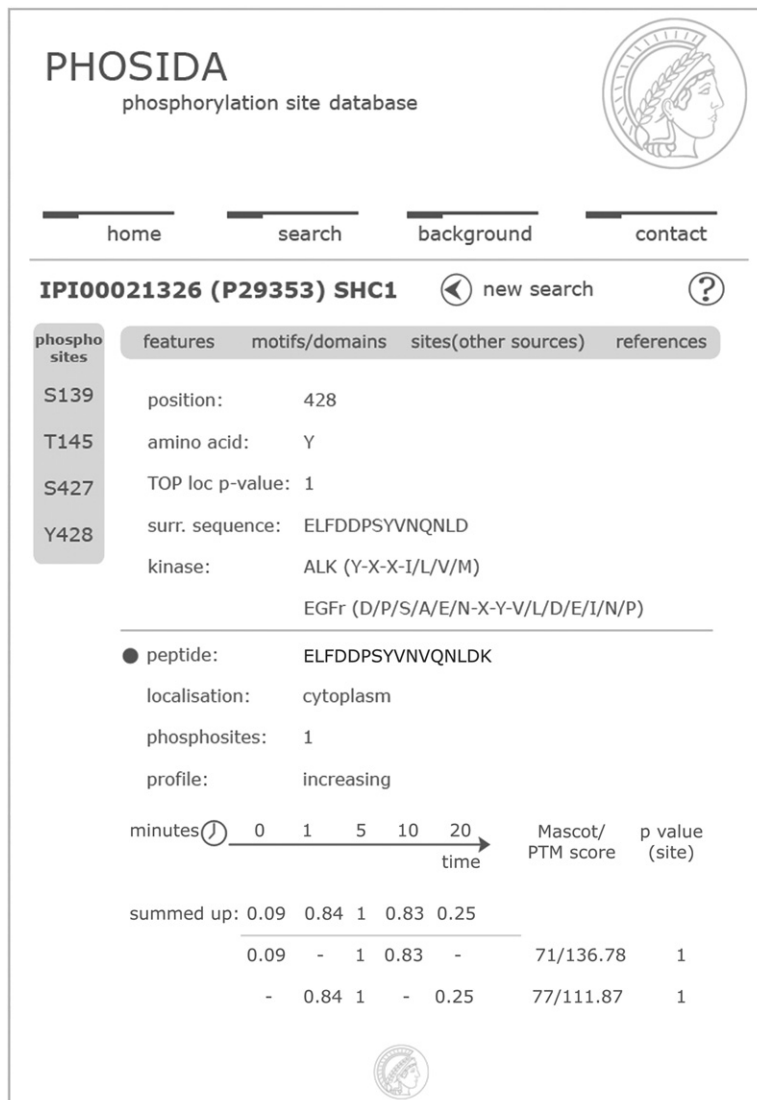 PHOSIDA
phosphorylation site database
home search background contact
IPI00021326 (P29353) SHC1 new search ?
phospho
sites
features motifs/domains sites(other sources) references
S139
T145
S427
Y428
position: 428
amino acid: Y
TOP loc p-value: 1
surr. sequence: ELFDDPSYVNQNLD
kinase: ALK (Y-X-X-I/L/V/M)
EGFr (D/P/S/A/E/N-X-Y-V/L/D/E/I/N/P)
peptide: ELFDDPSYVNVQNLDK
localisation: cytoplasm
phosphosites: 1
profile: increasing
minutes 0 1 5 10 20 Mascot/ p value
time PTM score (site)
summed up: 0.09 0.84 1 0.83 0.25
0.09 - 1 0.83 - 71/136.78 1
- 0.84 1 - 0.25 77/111.87 1